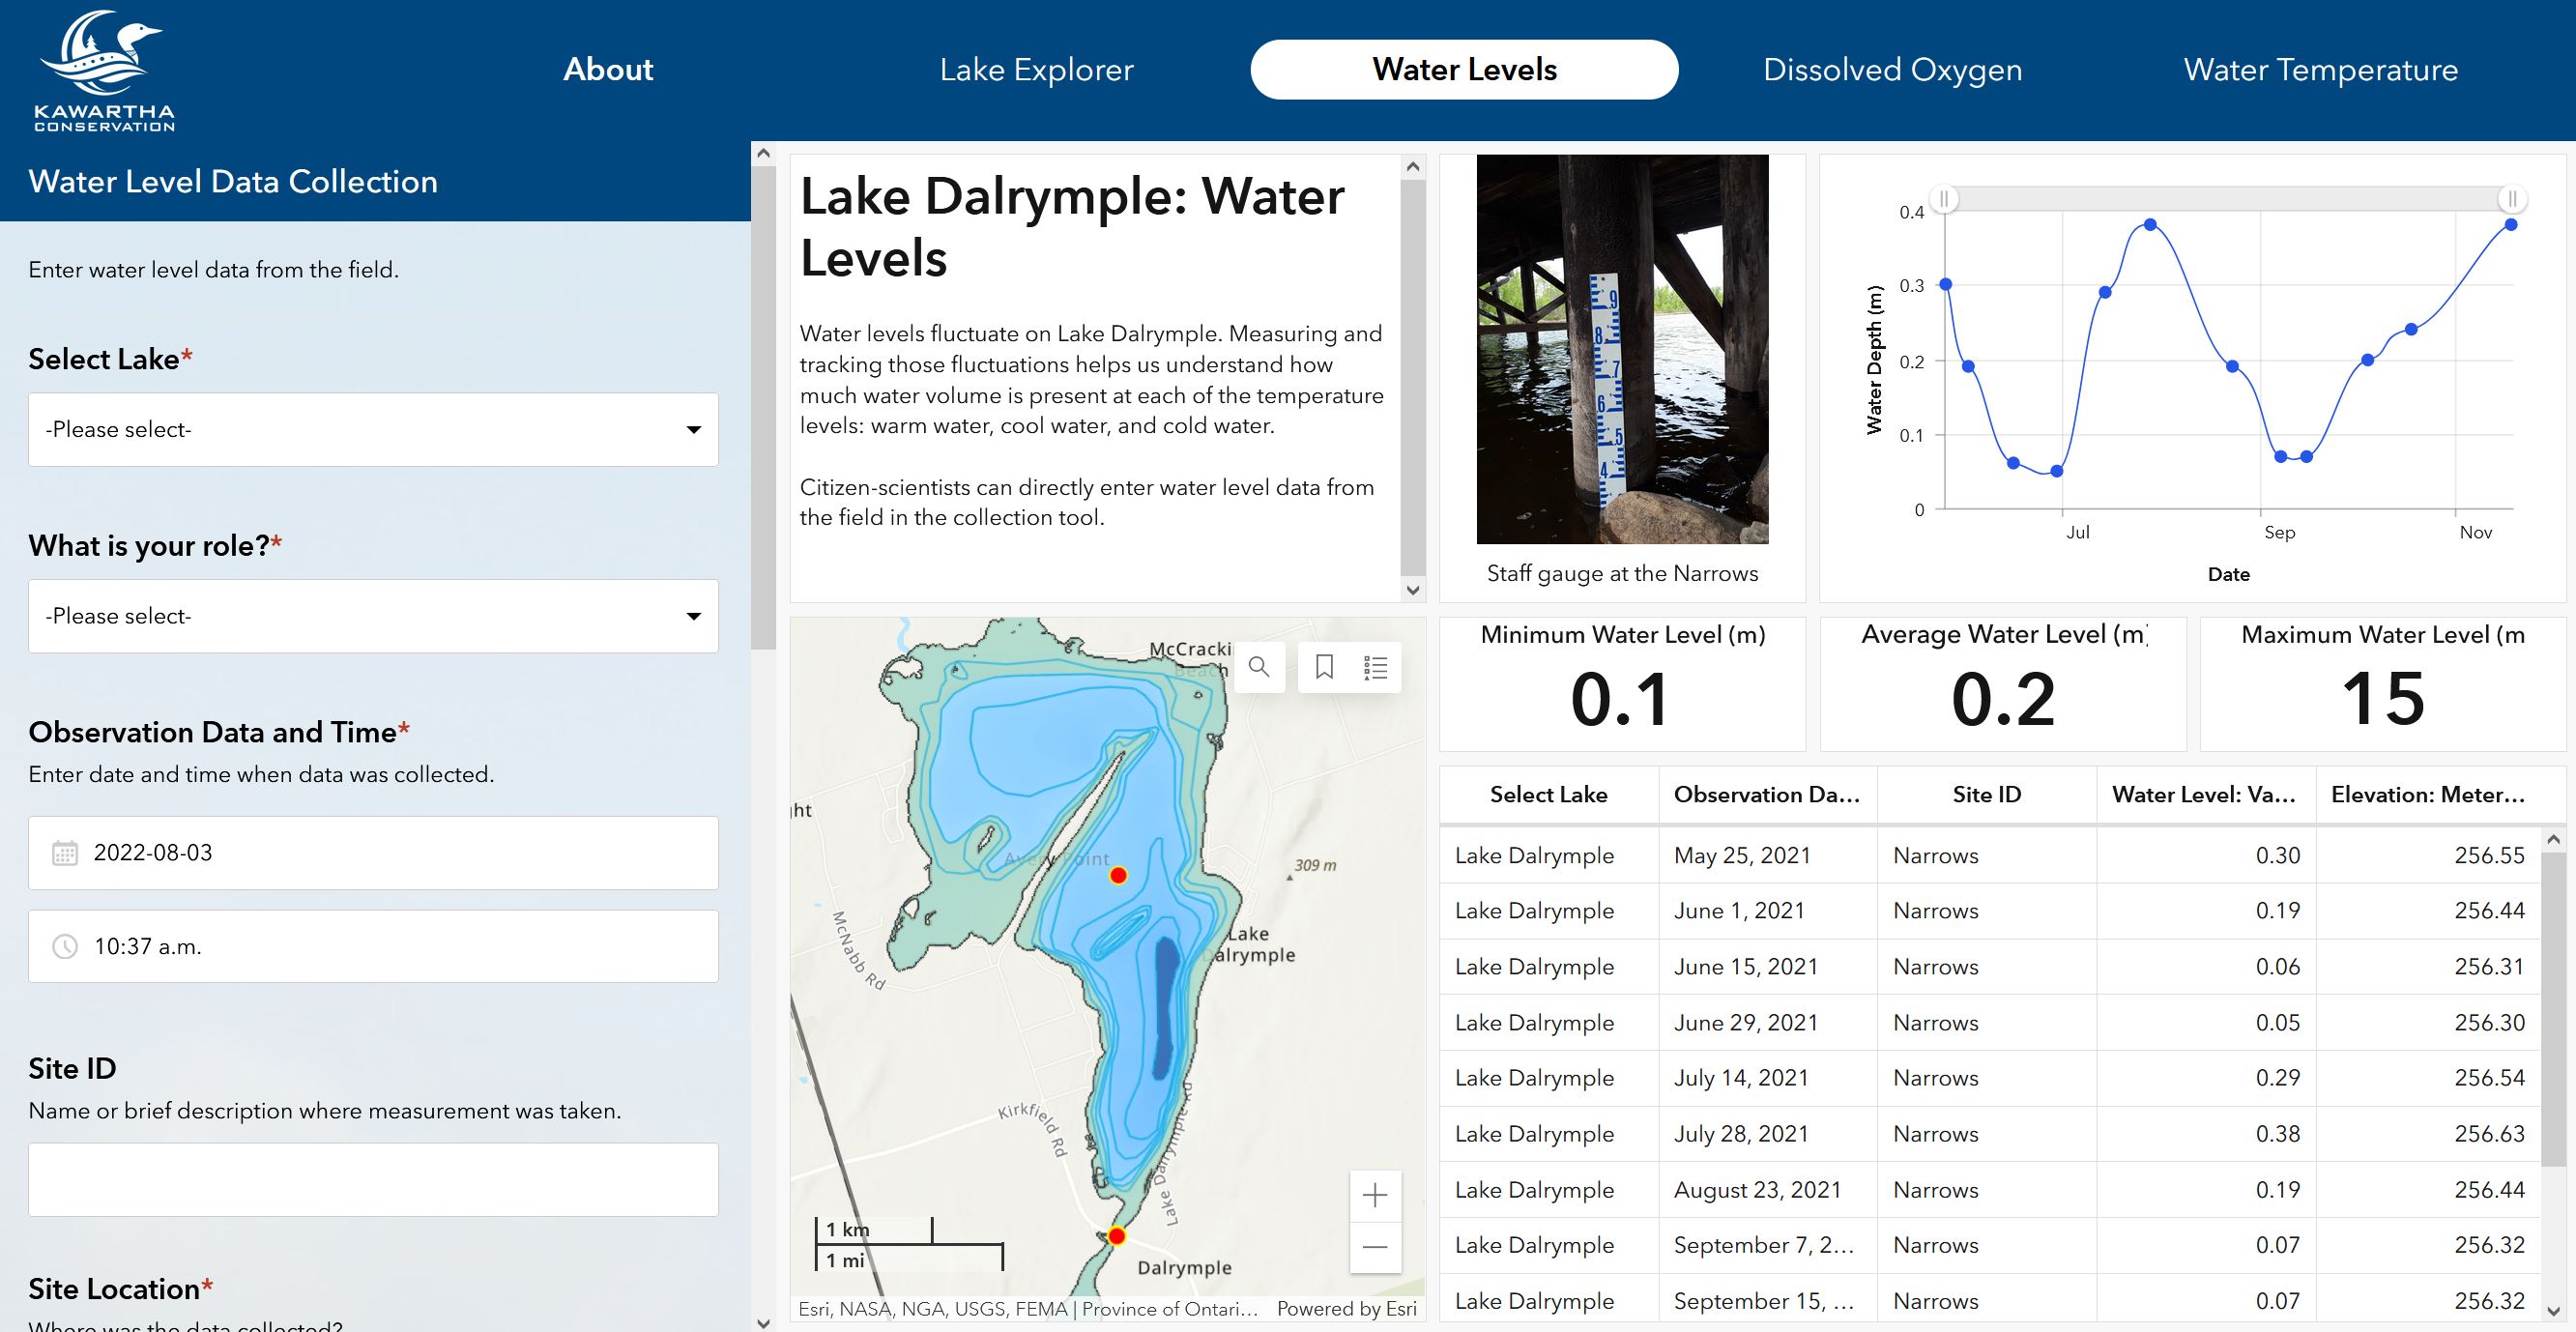 KAWARTHA
CONSERVATION
About
Lake Explorer
Water Levels
Dissolved Oxygen
Water Temperature
Water Level Data Collection
Enter water level data from the field.
Select Lake*
-Please select-
What is your role?*
-Please select-
Observation Data and Time*
Enter date and time when data was collected.
2022-08-03
10:37 a.m.
Site ID
Name or brief description where measurement was taken.
Site Location*
Where was the data collected?
Lake Dalrymple: Water
Levels
Water levels fluctuate on Lake Dalrymple. Measuring and
tracking those fluctuations helps us understand how
much water volume is present at each of the temperature
levels: warm water, cool water, and cold water.
Citizen-scientists can directly enter water level data from
the field in the collection tool.
9
8
7
6
5
4
Staff gauge at the Narrows
Water Depth (m)
0.4
0.3
0.2
0.1
0
Jul
Sep
Nov
Date
McCracki
Beach
ght
Avery Point
309 m
McNabb Rd
Lake
Dalrymple
Kirkfield Rd
Lake Dalrymple Rd
1 km
1 mi
Dalrymple
Esri, NASA, NGA, USGS, FEMA | Province of Ontari...
Powered by Esri
Minimum Water Level (m)
0.1
Average Water Level (m)
0.2
Maximum Water Level (m
15
Select Lake Observation Da... Site ID Water Level: Va... Elevation: Meter...
Lake Dalrymple May 25, 2021 Narrows 0.30 256.55
Lake Dalrymple June 1, 2021 Narrows 0.19 256.44
Lake Dalrymple June 15, 2021 Narrows 0.06 256.31
Lake Dalrymple June 29, 2021 Narrows 0.05 256.30
Lake Dalrymple July 14, 2021 Narrows 0.29 256.54
Lake Dalrymple July 28, 2021 Narrows 0.38 256.63
Lake Dalrymple August 23, 2021 Narrows 0.19 256.44
Lake Dalrymple September 7, 2... Narrows 0.07 256.32
Lake Dalrymple September 15, ... Narrows 0.07 256.32